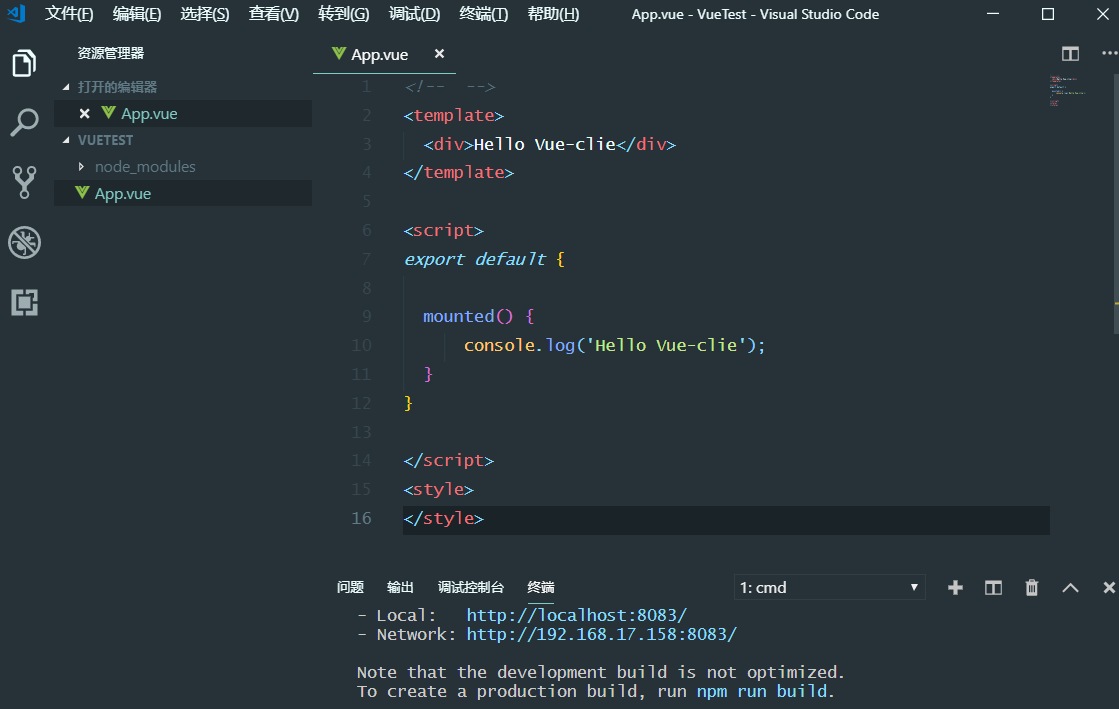 文件(F) 编辑(E) 选择(S) 查看(V) 转到(G) 调试(D) 终端(T) 帮助(H) App.vue - VueTest - Visual Studio Code
资源管理器
打开的编辑器
App.vue
VUETEST
node_modules
App.vue
App.vue
1 <!--  -->
2 <template>
3   <div>Hello Vue-clie</div>
4 </template>
5
6 <script>
7 export default {
8
9   mounted() {
10       console.log('Hello Vue-clie');
11   }
12 }
13
14 </script>
15 <style>
16 </style>
问题 输出 调试控制台 终端 1: cmd
- Local:   http://localhost:8083/
- Network: http://192.168.17.158:8083/
Note that the development build is not optimized.
To create a production build, run npm run build.